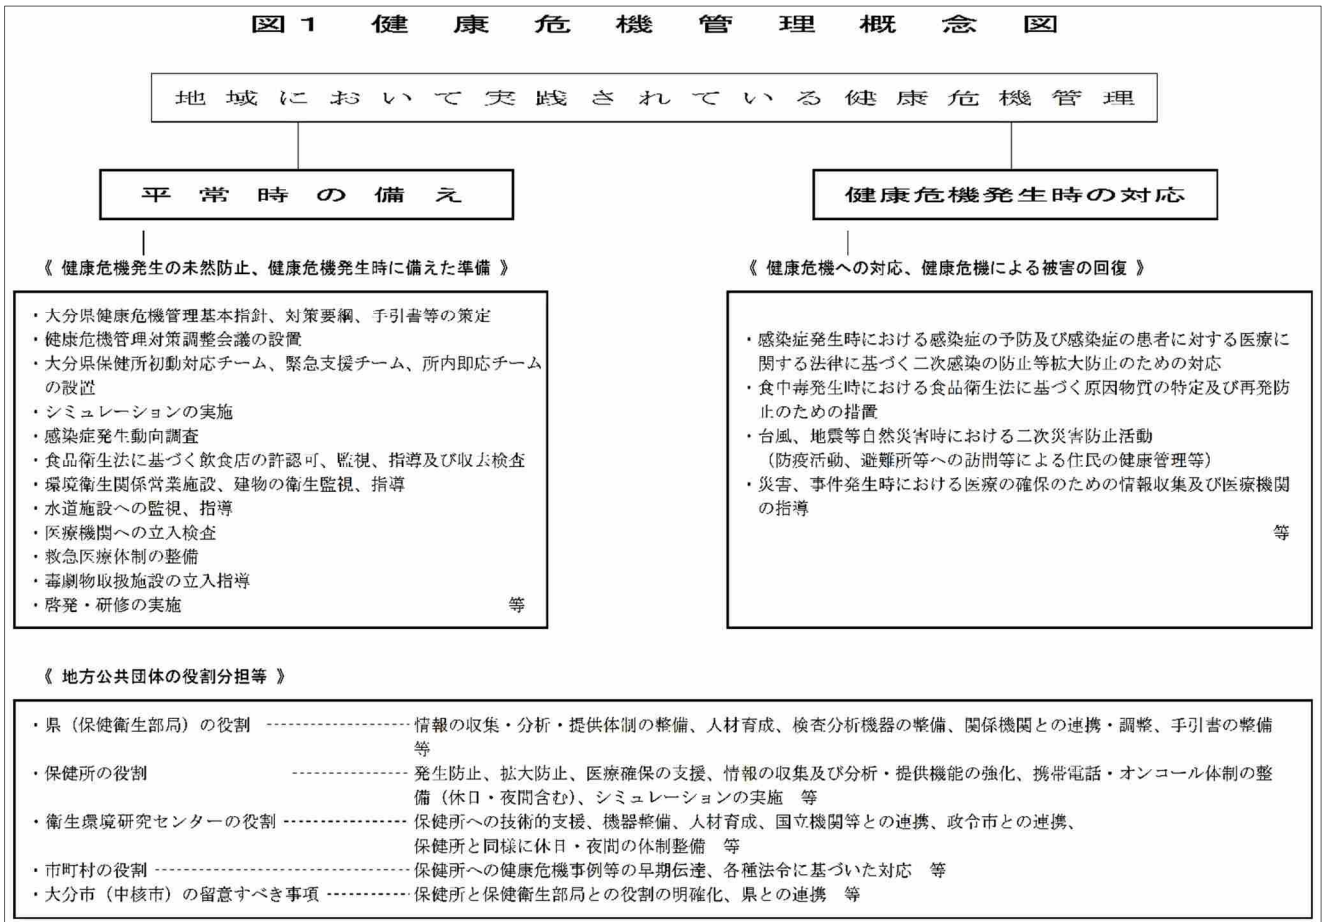 図1 健康危機管理概念図
地域において実践されている健康危機管理
平常時の備え
《 健康危機発生の未然防止、健康危機発生時に備えた準備 》
・大分県健康危機管理基本指針、対策要綱、手引書等の策定
・健康危機管理対策調整会議の設置
・大分県保健所初動対応チーム、緊急支援チーム、所内即応チーム
の設置
・シミュレーションの実施
・感染症発生動向調査
・食品衛生法に基づく飲食店の許認可、監視、指導及び収去検査
・環境衛生関係営業施設、建物の衛生監視、指導
・水道施設への監視、指導
・医療機関への立入検査
・救急医療体制の整備
・毒劇物取扱施設の立入指導
・啓発・研修の実施 等
健康危機発生時の対応
《 健康危機への対応、健康危機による被害の回復 》
・感染症発生時における感染症の予防及び感染症の患者に対する医療に
関する法律に基づく二次感染の防止等拡大防止のための対応
・食中毒発生時における食品衛生法に基づく原因物質の特定及び再発防
止のための措置
・台風、地震等自然災害時における二次災害防止活動
（防疫活動、避難所等への訪問等による住民の健康管理等）
・災害、事件発生時における医療の確保のための情報収集及び医療機関
の指導
等
《 地方公共団体の役割分担等 》
・県（保健衛生部局）の役割 --------------- 情報の収集・分析・提供体制の整備、人材育成、検査分析機器の整備、関係機関との連携・調整、手引書の整備
等
・保健所の役割 ------------ 発生防止、拡大防止、医療確保の支援、情報の収集及び分析・提供機能の強化、携帯電話・オンコール体制の整
備（休日・夜間含む）、シミュレーションの実施 等
・衛生環境研究センターの役割 ------------- 保健所への技術的支援、機器整備、人材育成、国立機関等との連携、政令市との連携、
保健所と同様に休日・夜間の体制整備 等
・市町村の役割 ------------------------ 保健所への健康危機事例等の早期伝達、各種法令に基づいた対応 等
・大分市（中核市）の留意すべき事項 --------- 保健所と保健衛生部局との役割の明確化、県との連携 等